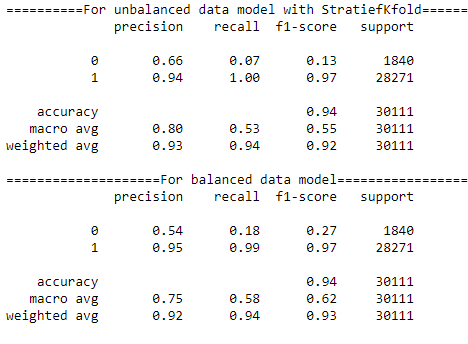 ==========For unbalanced data model with StratiefKfold======
precision recall f1-score support
0 0.66 0.07 0.13 1840
1 0.94 1.00 0.97 28271
accuracy 0.94 30111
macro avg 0.80 0.53 0.55 30111
weighted avg 0.93 0.94 0.92 30111
====================For balanced data model=================
precision recall f1-score support
0 0.54 0.18 0.27 1840
1 0.95 0.99 0.97 28271
accuracy 0.94 30111
macro avg 0.75 0.58 0.62 30111
weighted avg 0.92 0.94 0.93 30111